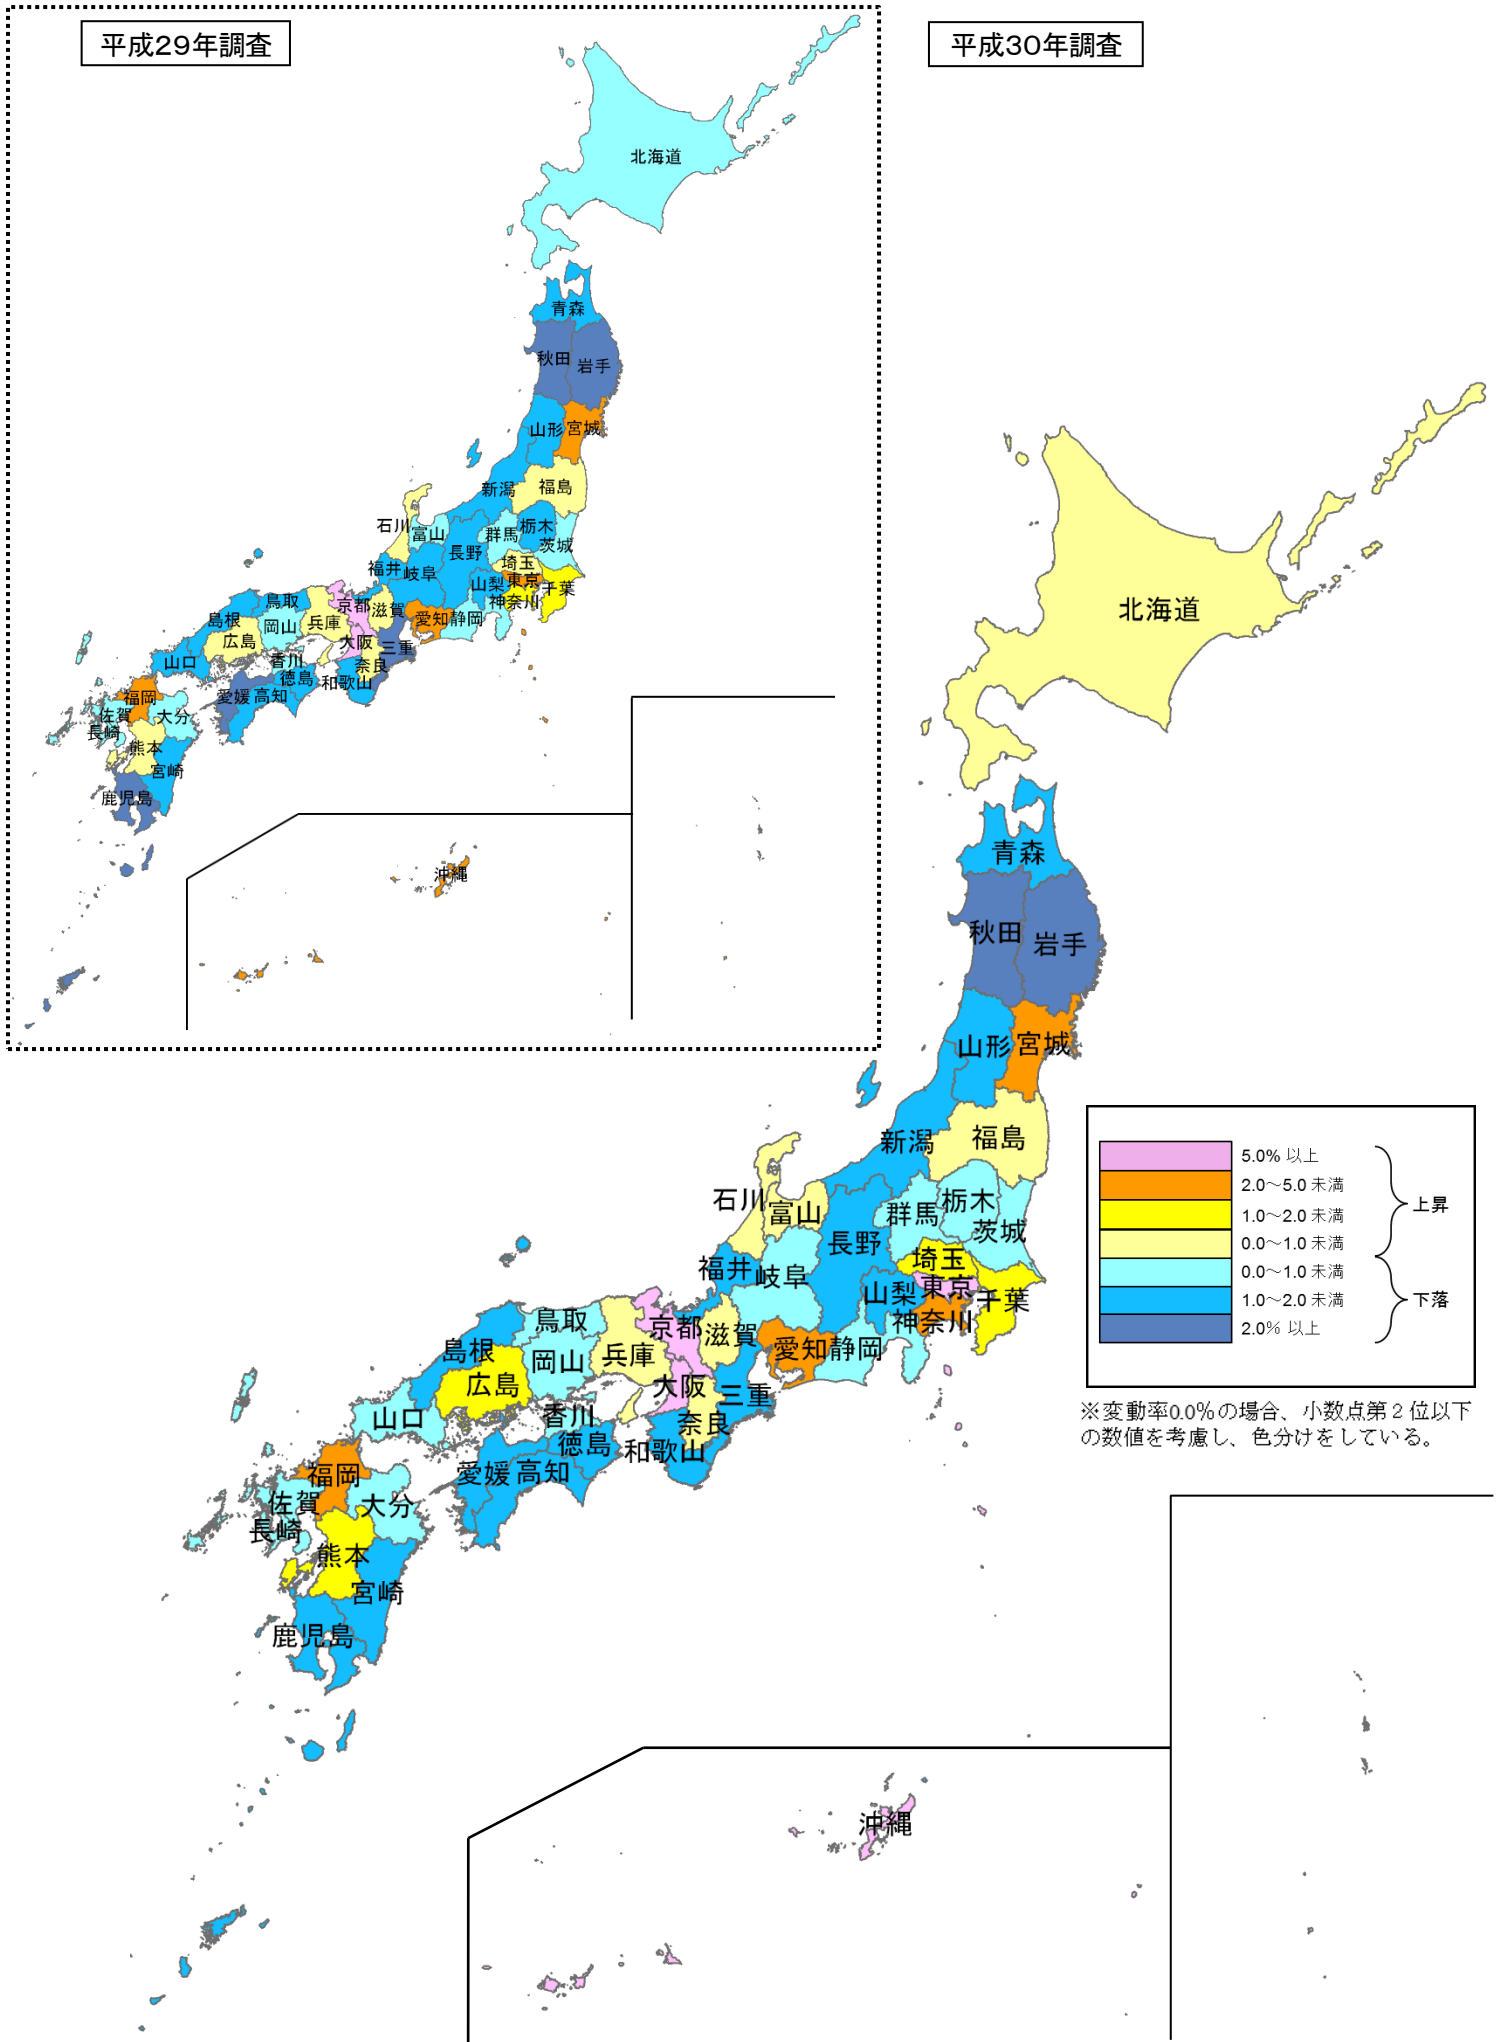 平成29年調査
北海道
青森
秋田
岩手
山形
宮城
新潟
福島
石川
富山
群馬
栃木
茨城
長野
福井
岐阜
埼玉
山梨
東京
千葉
神奈川
鳥取
京都
滋賀
島根
岡山
兵庫
愛知
静岡
広島
大阪
三重
山口
香川
奈良
徳島
和歌山
愛媛
高知
福岡
佐賀
大分
長崎
熊本
宮崎
鹿児島
沖縄
平成30年調査
北海道
青森
秋田
岩手
山形
宮城
新潟
福島
石川
富山
群馬
栃木
茨城
長野
福井
岐阜
埼玉
山梨
東京
千葉
神奈川
鳥取
京都
滋賀
島根
岡山
兵庫
愛知
静岡
広島
大阪
三重
山口
香川
奈良
徳島
和歌山
愛媛
高知
福岡
佐賀
大分
長崎
熊本
宮崎
鹿児島
沖縄
5.0% 以上
2.0～5.0 未満
1.0～2.0 未満
0.0～1.0 未満
上昇
0.0～1.0 未満
1.0～2.0 未満
2.0% 以上
下落
※変動率0.0%の場合、小数点第２位以下
の数値を考慮し、色分けをしている。